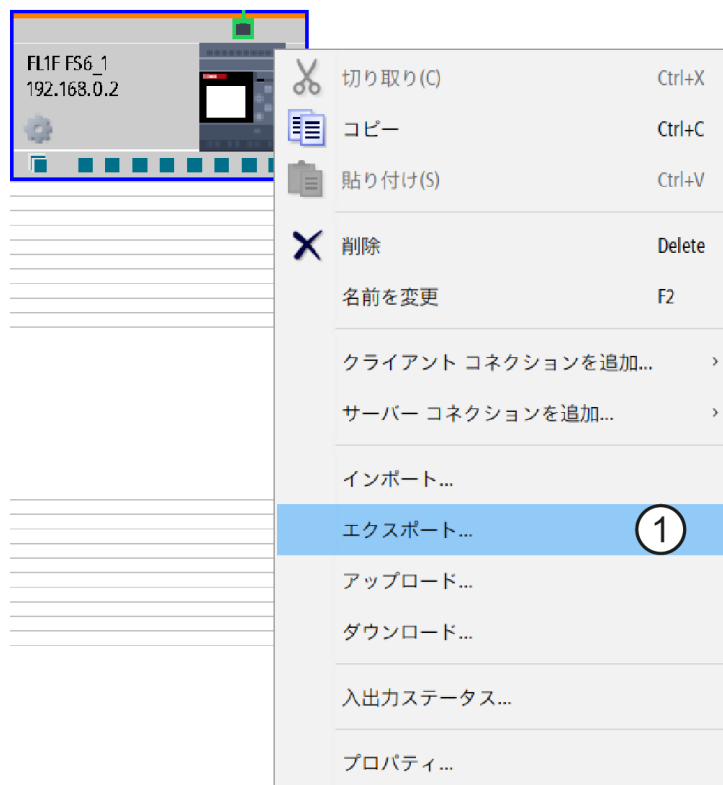 FL1F FS6_1
192.168.0.2
切り取り(C) Ctrl+X
コピー Ctrl+C
貼り付け(S) Ctrl+V
削除 Delete
名前を変更 F2
クライアント コネクションを追加... >
サーバー コネクションを追加... >
インポート...
エクスポート... 1
アップロード...
ダウンロード...
入出力ステータス...
プロパティ...